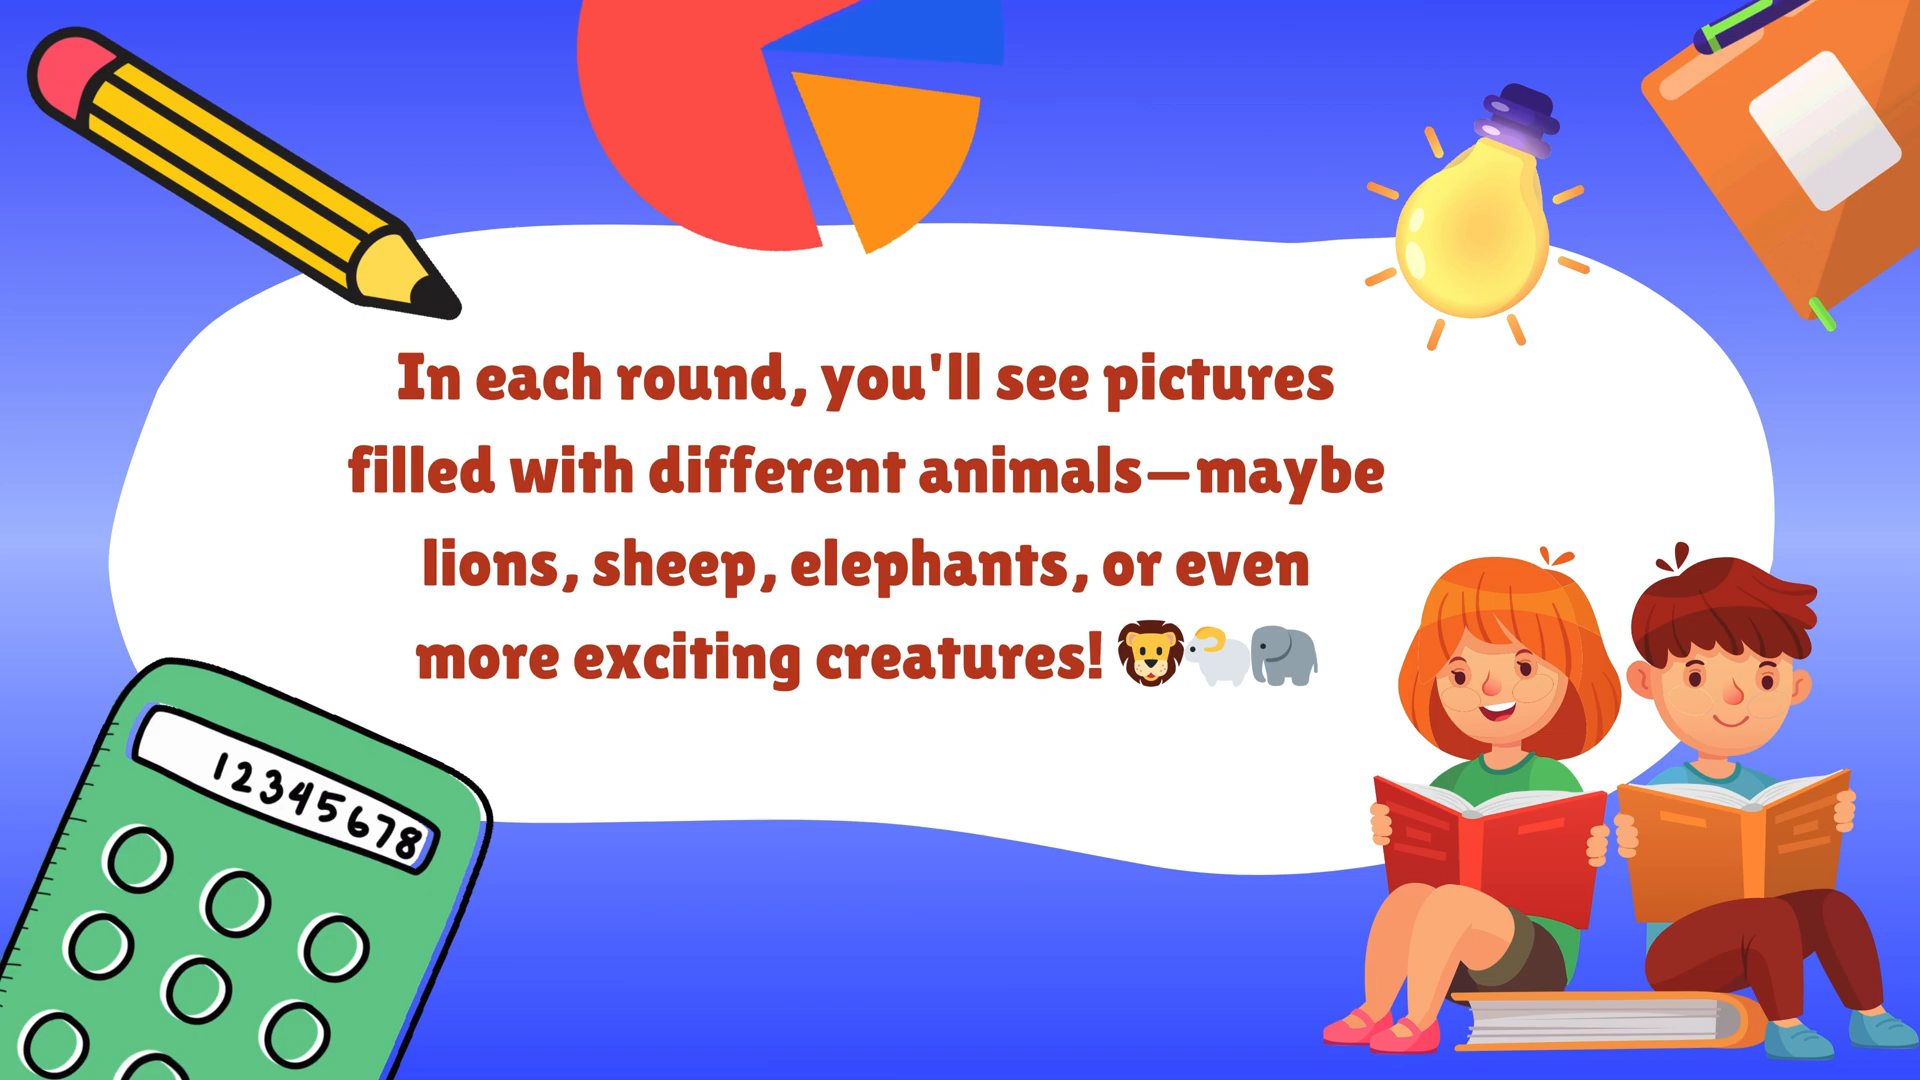 In each round, you'll see pictures
filled with different animals—maybe
lions, sheep, elephants, or even
more exciting creatures! 🦁🐏🐘
12345678